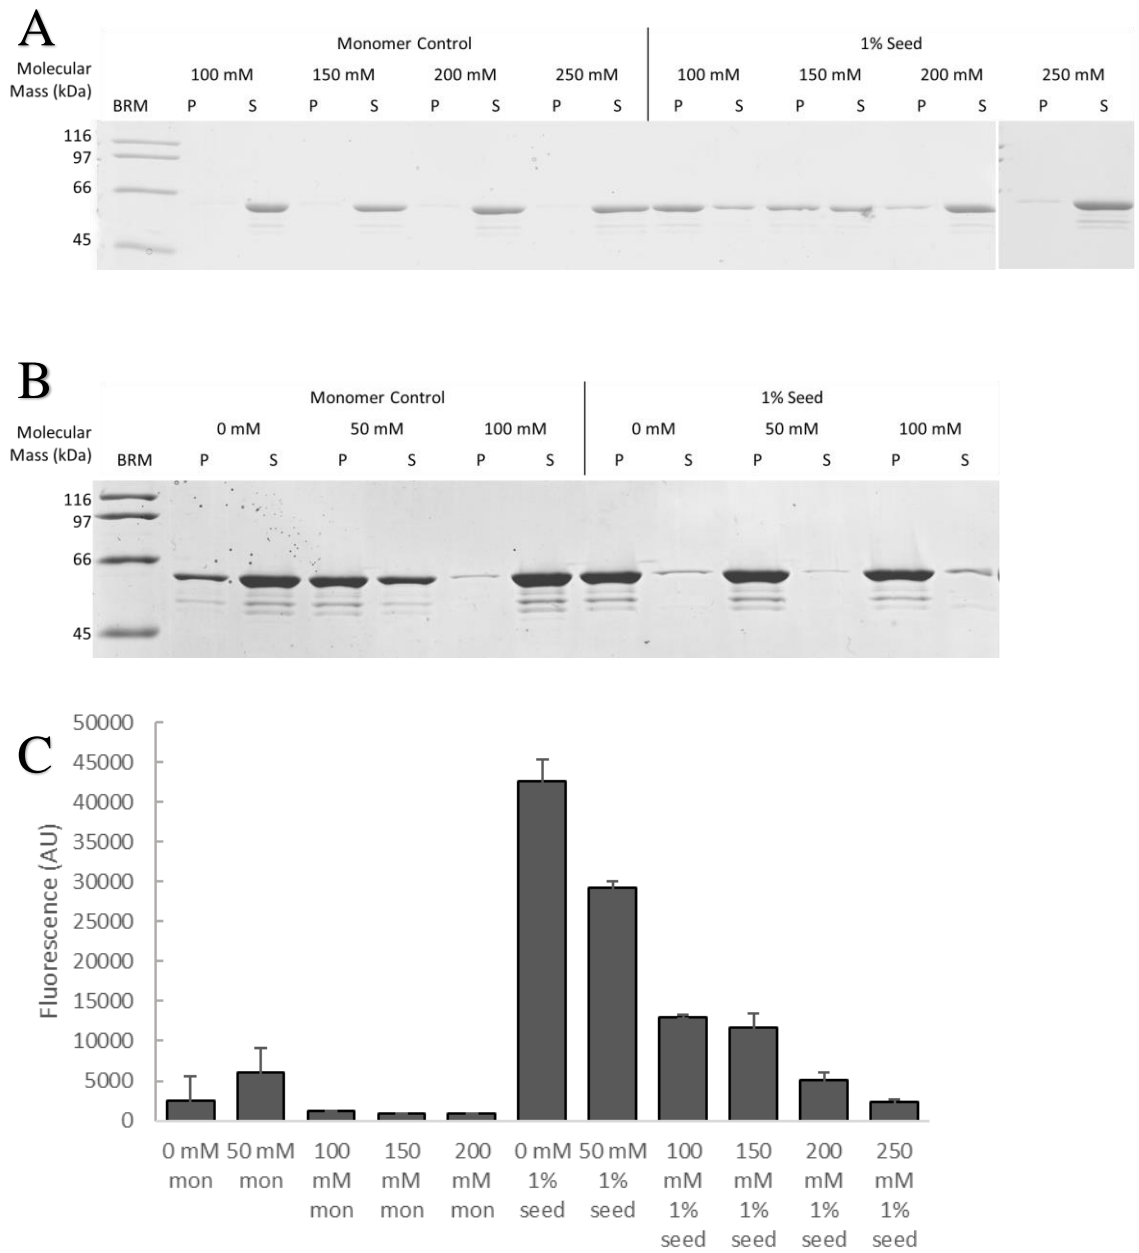 A
Monomer Control 1% Seed
Molecular
Mass (kDa)
100 mM 150 mM 200 mM 250 mM 100 mM 150 mM 200 mM 250 mM
BRM P S P S P S P S P S P S P S P S
116
97
66
45
B
Monomer Control 1% Seed
Molecular
Mass (kDa)
0 mM 50 mM 100 mM 0 mM 50 mM 100 mM
BRM P S P S P S P S P S P S
116
97
66
45
C
Fluorescence (AU)
50000
45000
40000
35000
30000
25000
20000
15000
10000
5000
0
0 mM 50 mM 100 150 200 0 mM 50 mM 100 150 200 250
mon mon mM mM mM 1% 1% mM mM mM mM
mon mon mon seed seed 1% 1% 1% 1%
seed seed seed seed